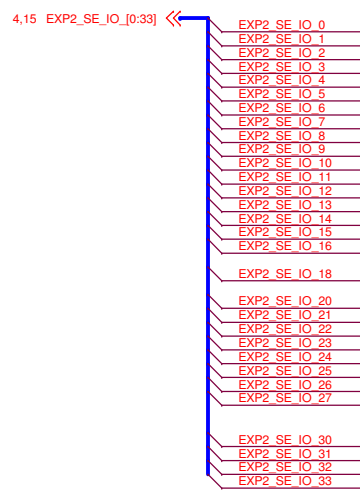 4,15 EXP2_SE_IO_[0:33]
EXP2_SE_IO_0
EXP2_SE_IO_1
EXP2_SE_IO_2
EXP2_SE_IO_3
EXP2_SE_IO_4
EXP2_SE_IO_5
EXP2_SE_IO_6
EXP2_SE_IO_7
EXP2_SE_IO_8
EXP2_SE_IO_9
EXP2_SE_IO_10
EXP2_SE_IO_11
EXP2_SE_IO_12
EXP2_SE_IO_13
EXP2_SE_IO_14
EXP2_SE_IO_15
EXP2_SE_IO_16
EXP2_SE_IO_18
EXP2_SE_IO_20
EXP2_SE_IO_21
EXP2_SE_IO_22
EXP2_SE_IO_23
EXP2_SE_IO_24
EXP2_SE_IO_25
EXP2_SE_IO_26
EXP2_SE_IO_27
EXP2_SE_IO_30
EXP2_SE_IO_31
EXP2_SE_IO_32
EXP2_SE_IO_33